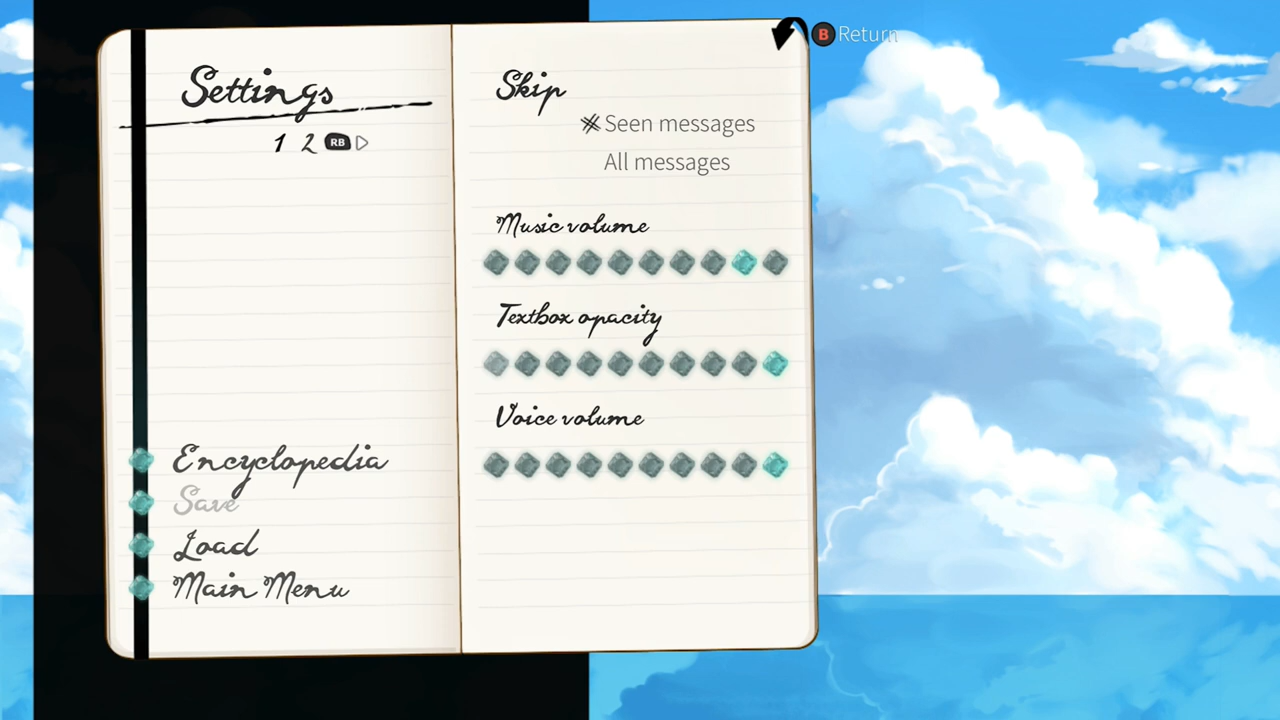 Settings
1 2 RB
Encyclopedia
Save
Load
Main Menu
Skip
Seen messages
All messages
Music volume
Textbox opacity
Voice volume
B Return